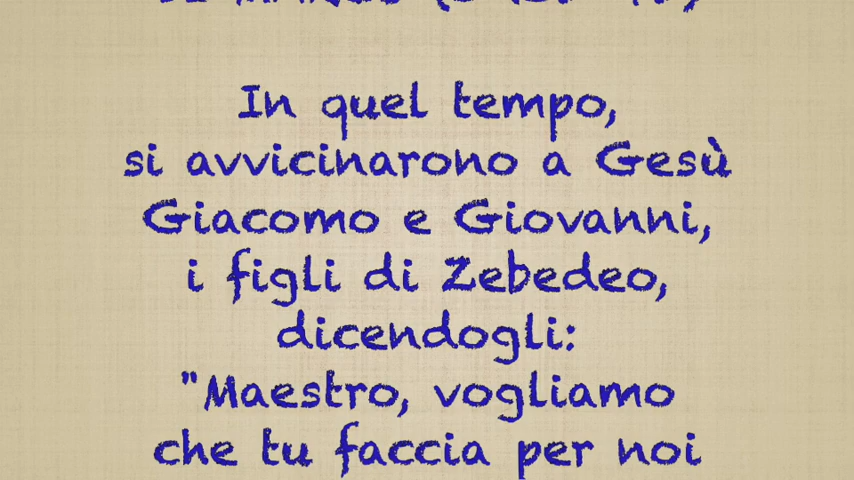 In quel tempo,
si avvicinarono a Gesù
Giacomo e Giovanni,
i figli di Zebedeo,
dicendogli:
"Maestro, vogliamo
che tu faccia per noi